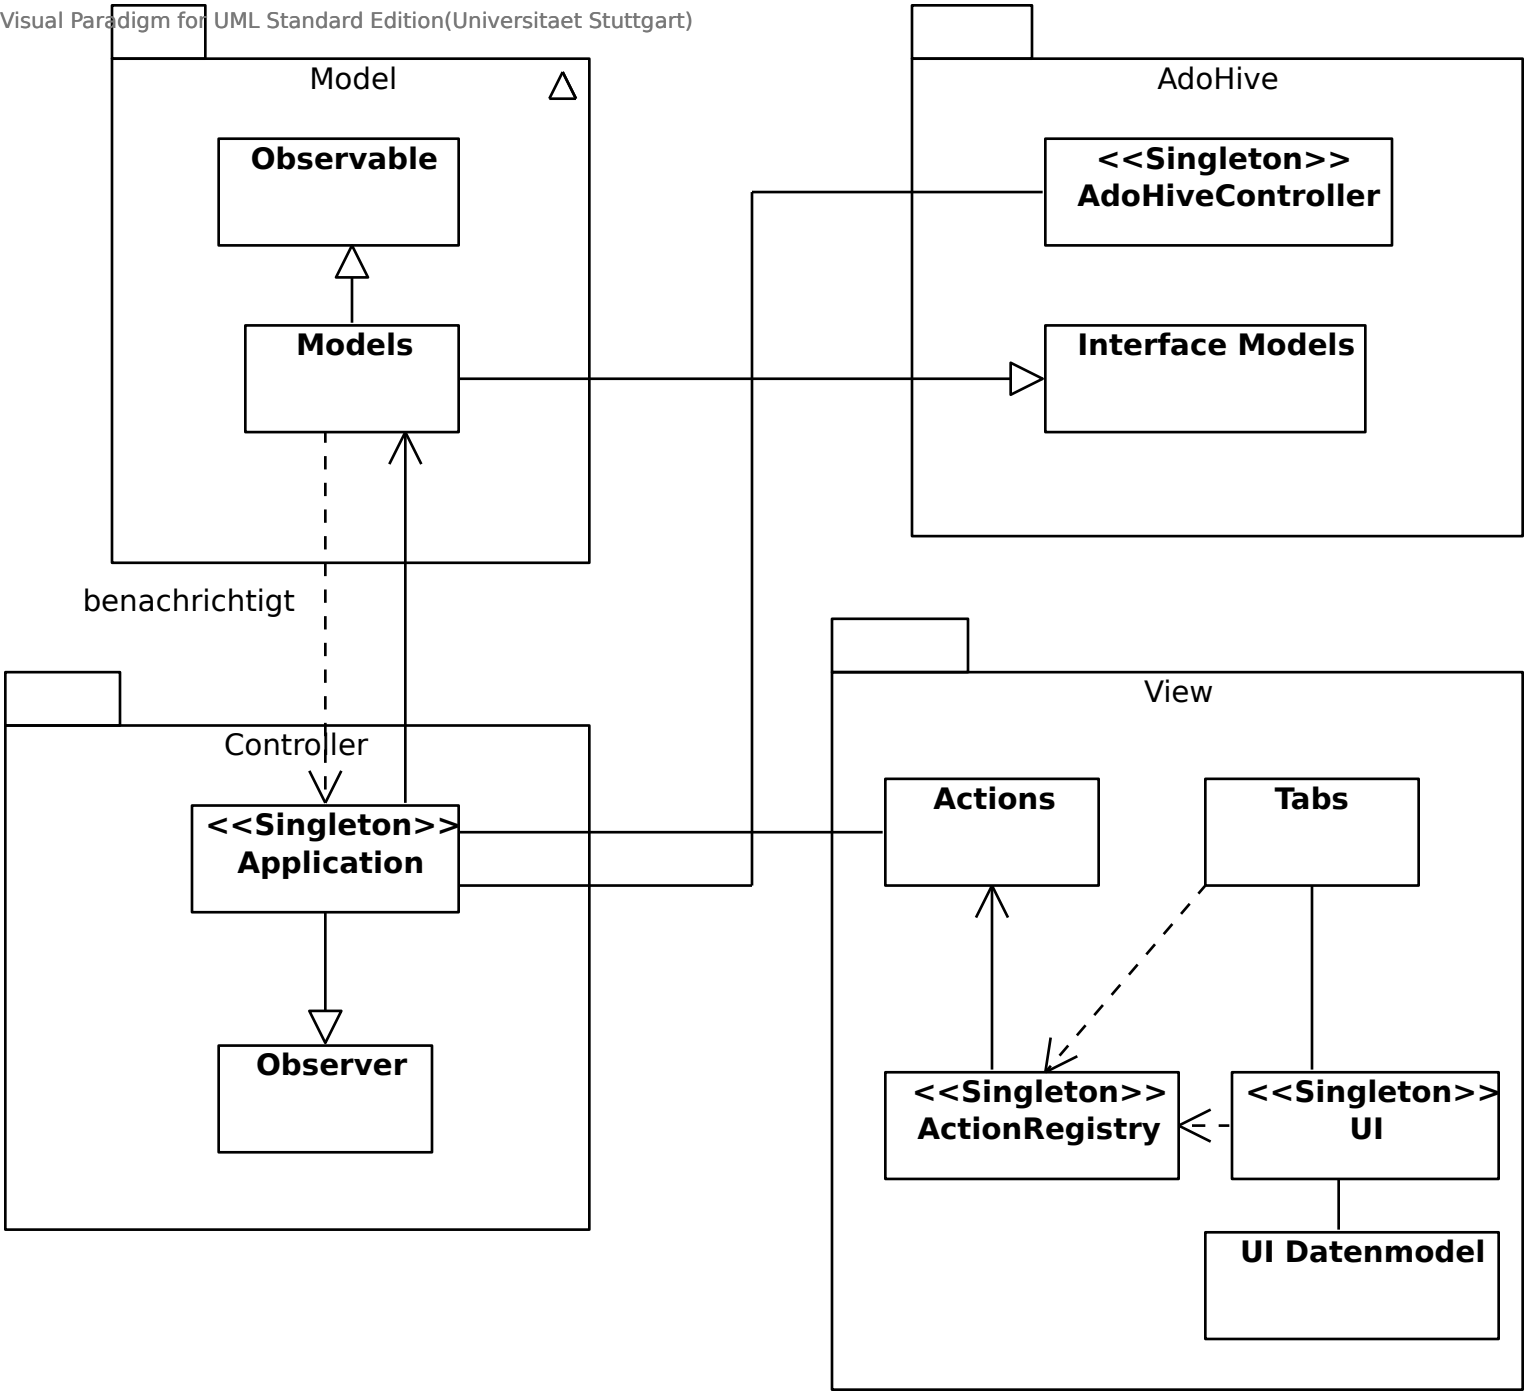 Visual Paradigm for UML Standard Edition(Universitaet Stuttgart)
Model
Observable
Models
AdoHive
<<Singleton>>
AdoHiveController
Interface Models
benachrichtigt
Controller
<<Singleton>>
Application
Observer
View
Actions
Tabs
<<Singleton>>
ActionRegistry
<<Singleton>>
UI
UI Datenmodel